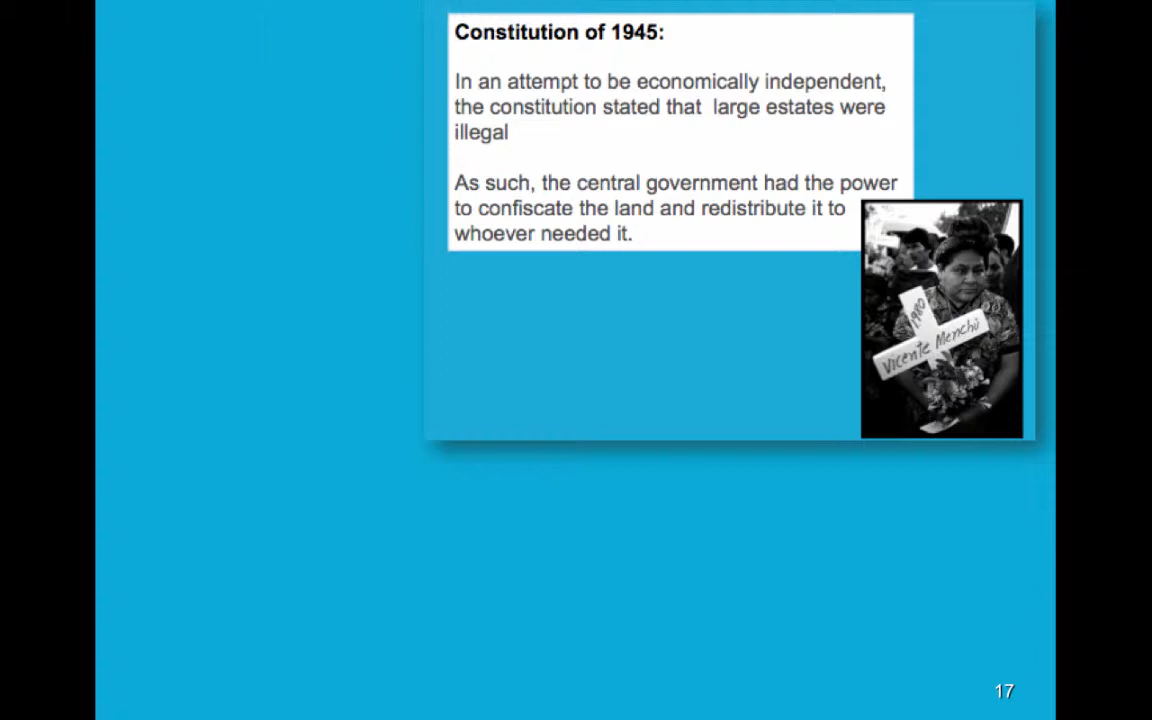 Constitution of 1945:
In an attempt to be economically independent,
the constitution stated that large estates were
illegal
As such, the central government had the power
to confiscate the land and redistribute it to
whoever needed it.
1980
Vicente Menchú
17